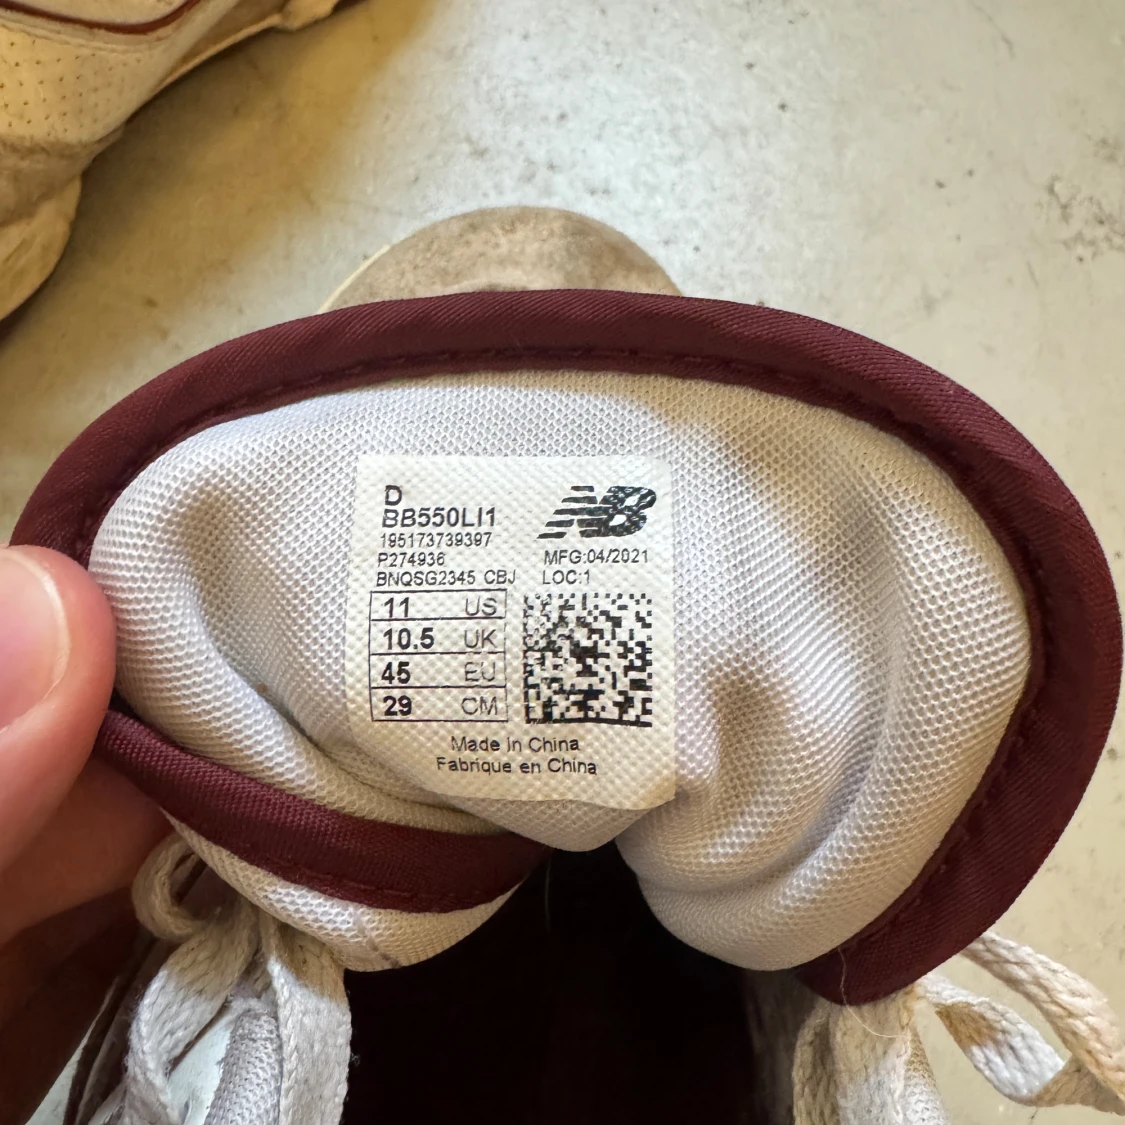 D
BB550LI1
195173739397
P274936
BNQSG2345 CBJ
NB
MFG:04/2021
LOC:1
11 US
10.5 UK
45 EU
29 CM
Made in China
Fabrique en China